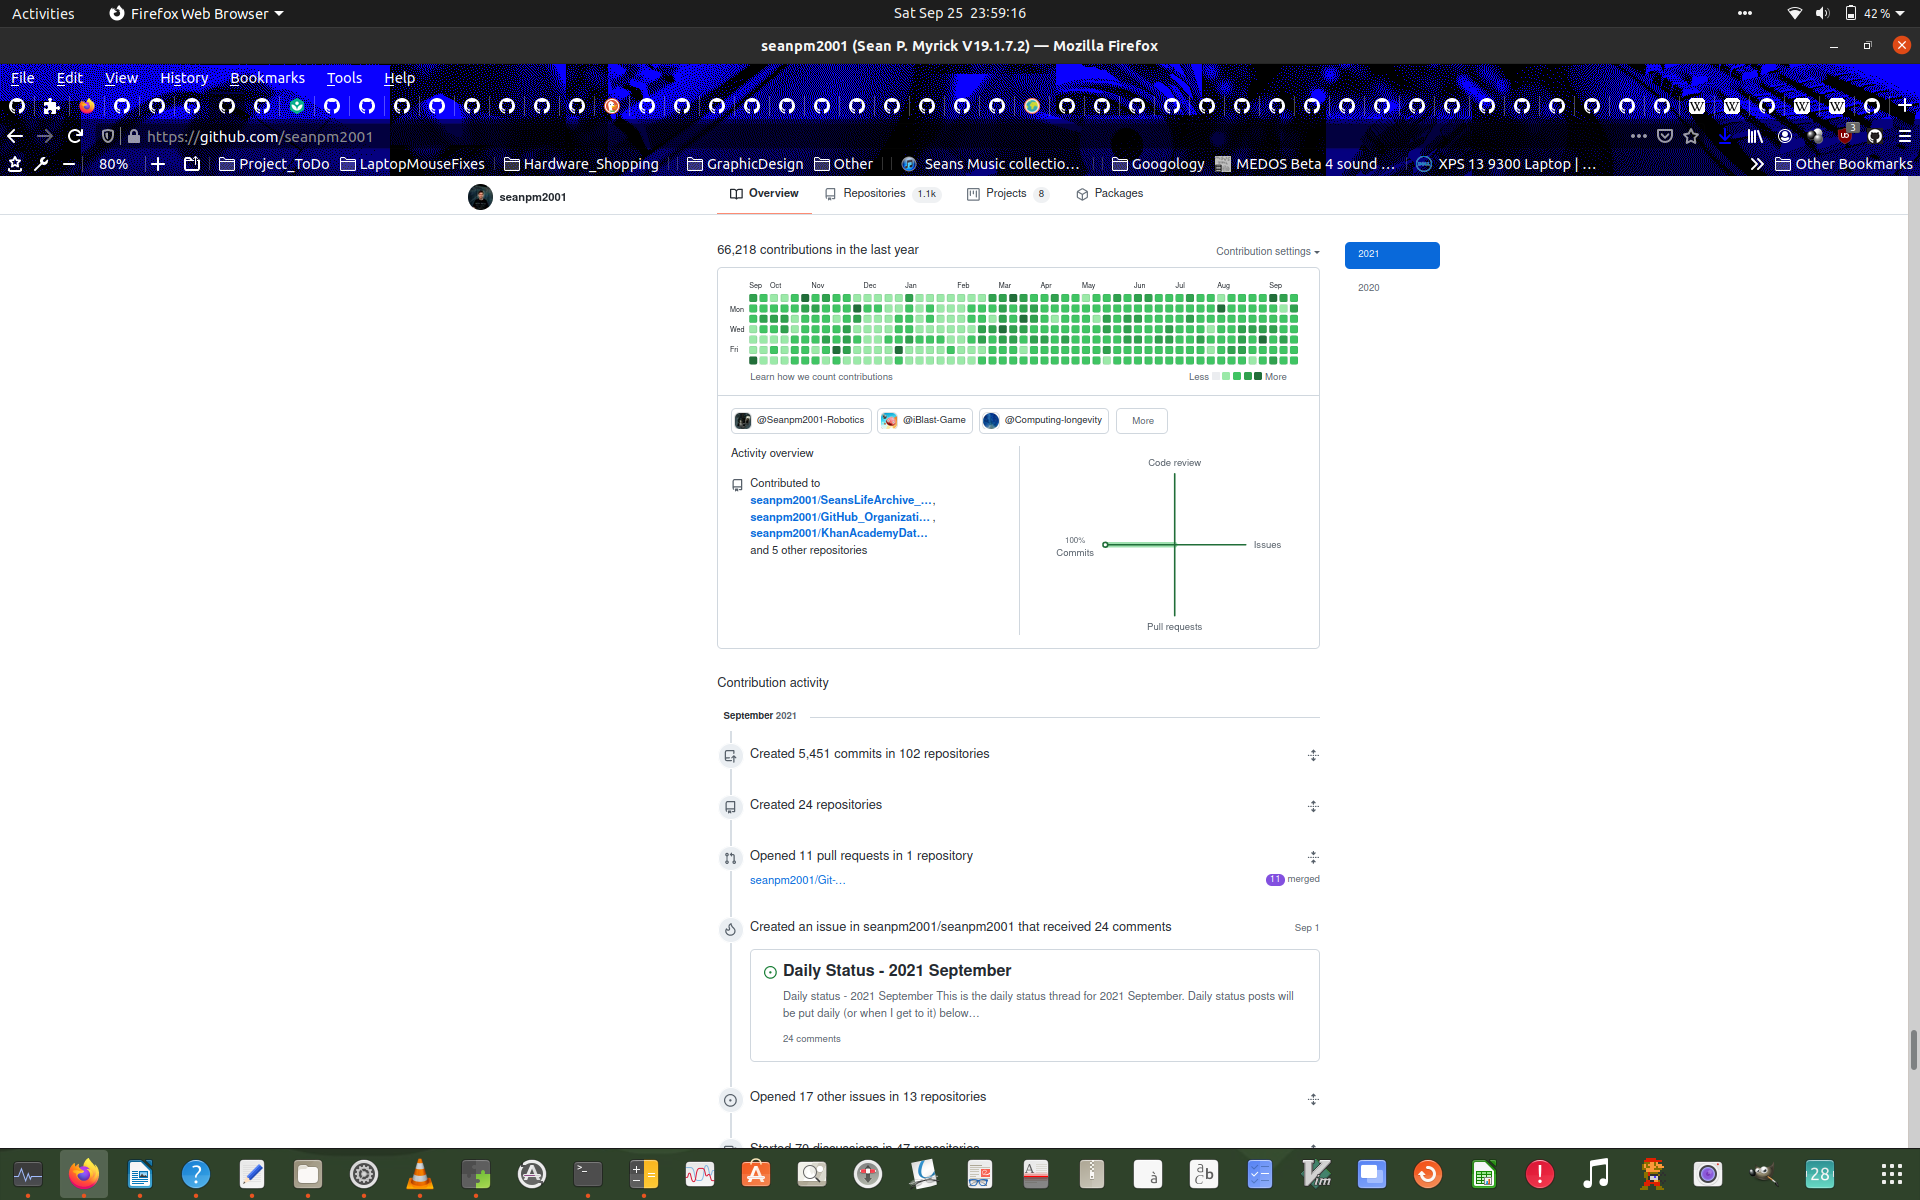 Activities Firefox Web Browser Sat Sep 25 23:59:16 42 %
seanpm2001 (Sean P. Myrick V19.1.7.2) — Mozilla Firefox
File Edit View History Bookmarks Tools Help
https://github.com/seanpm2001 3
80% Project_ToDo LaptopMouseFixes Hardware_Shopping GraphicDesign Other Seans Music collectio… Googology MEDOS Beta 4 sound … XPS 13 9300 Laptop | … Other Bookmarks
seanpm2001 Overview Repositories 1.1k Projects 8 Packages
66,218 contributions in the last year Contribution settings 2021
2020
Sep Oct Nov Dec Jan Feb Mar Apr May Jun Jul Aug Sep
Mon
Wed
Fri
Learn how we count contributions Less More
@Seanpm2001-Robotics @iBlast-Game @Computing-longevity More
Activity overview
Code review
Contributed to
seanpm2001/SeansLifeArchive_…,
seanpm2001/GitHub_Organizati… ,
seanpm2001/KhanAcademyDat…
and 5 other repositories
100%
Commits
Issues
Pull requests
Contribution activity
September 2021
Created 5,451 commits in 102 repositories
Created 24 repositories
Opened 11 pull requests in 1 repository
seanpm2001/Git-… 11 merged
Created an issue in seanpm2001/seanpm2001 that received 24 comments Sep 1
Daily Status - 2021 September
Daily status - 2021 September This is the daily status thread for 2021 September. Daily status posts will
be put daily (or when I get to it) below…
24 comments
Opened 17 other issues in 13 repositories
Started 70 discussions in 47 repositories
28